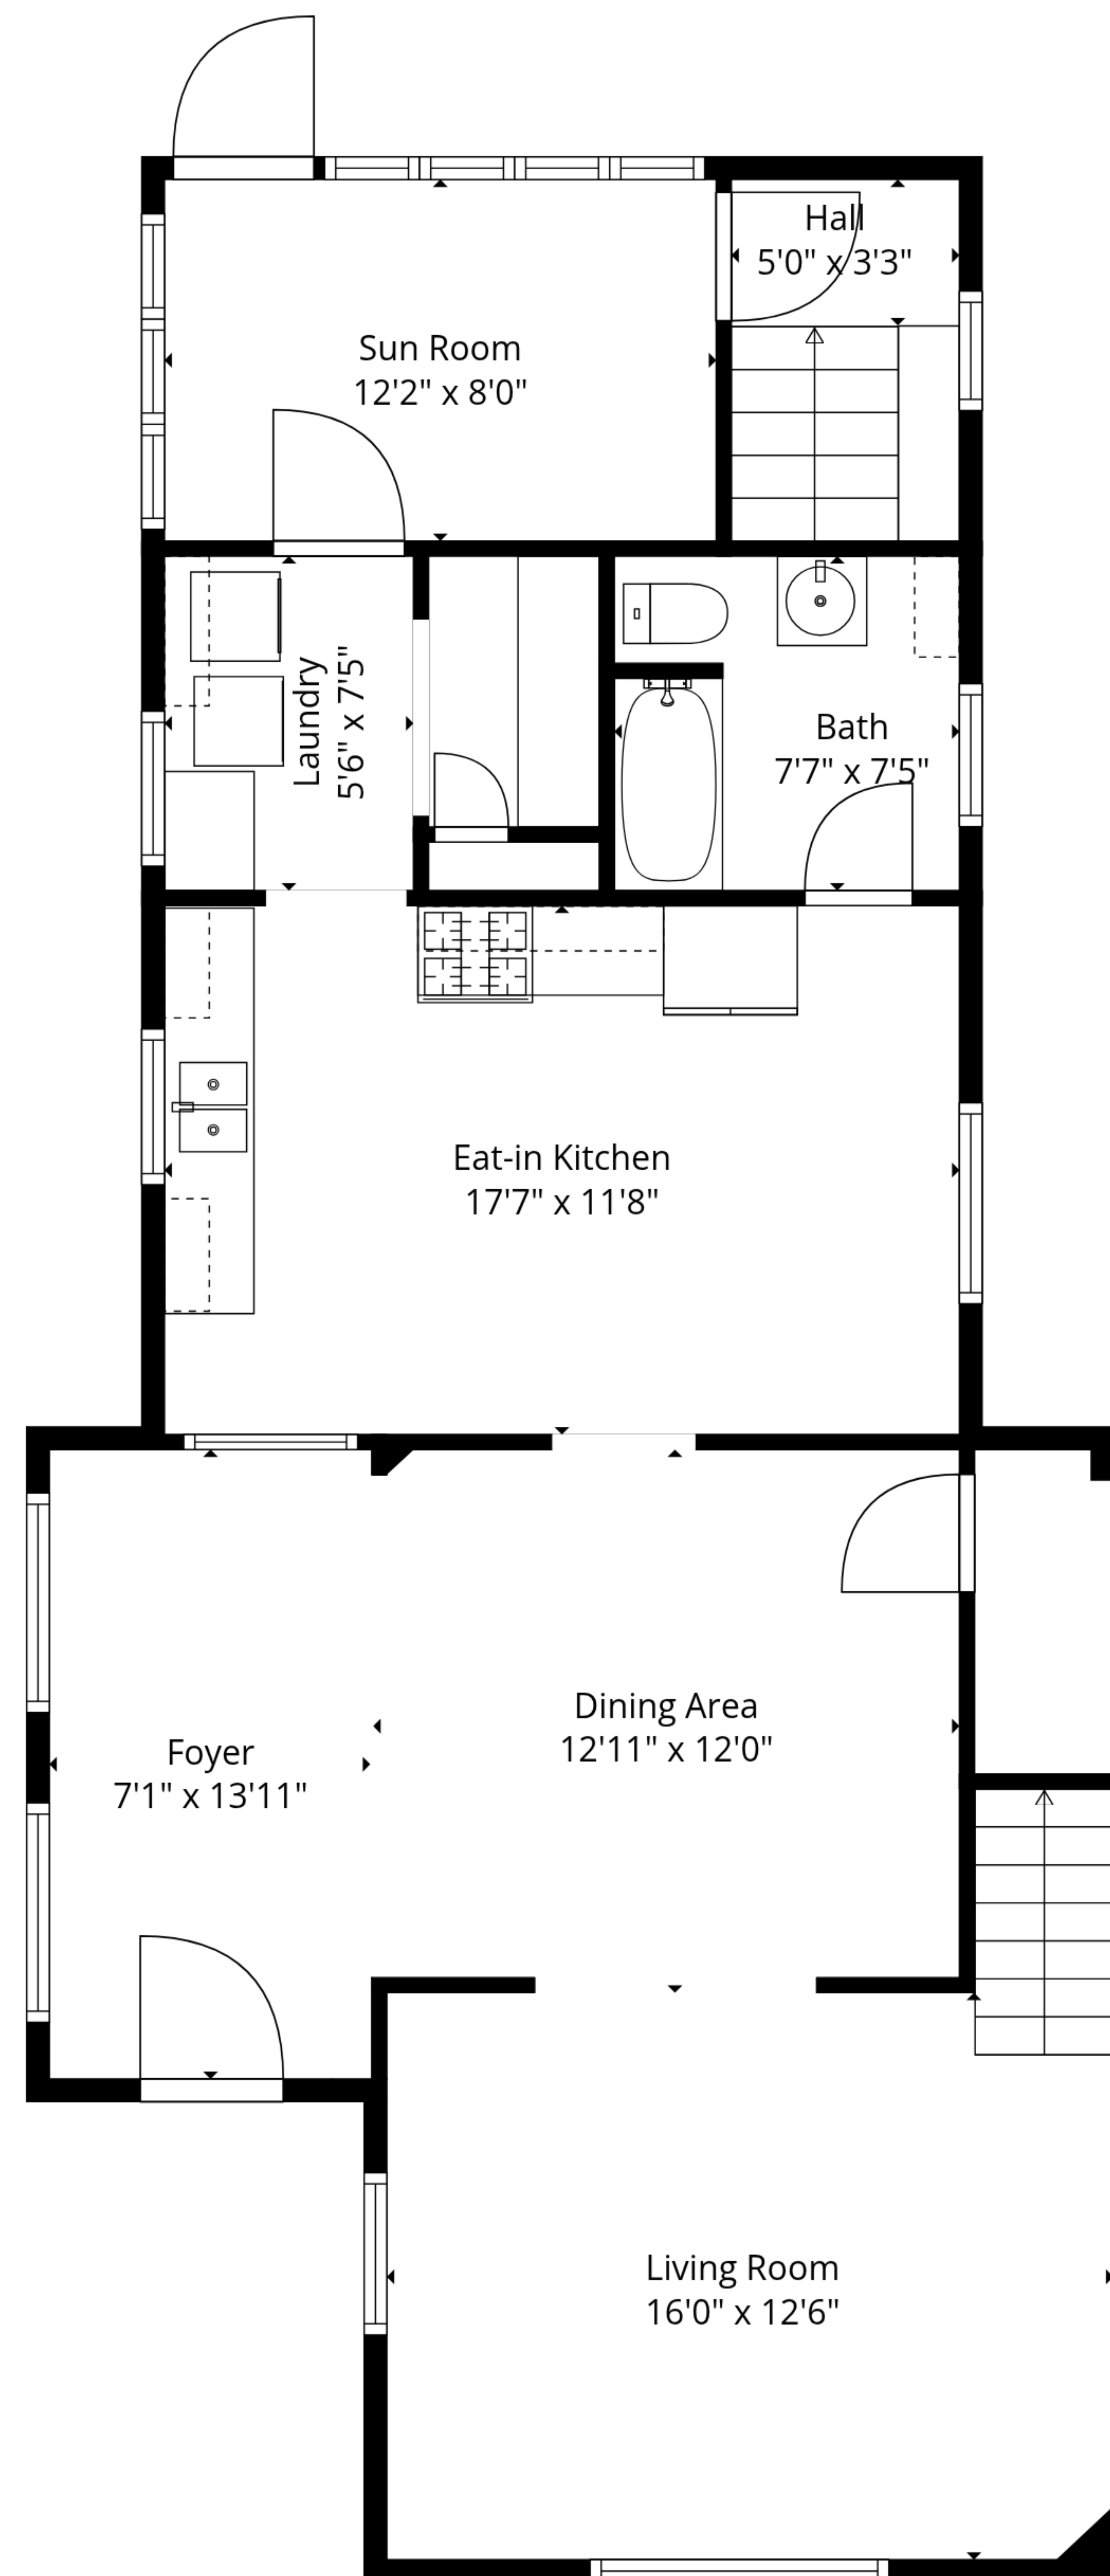 Hall
5'0" x 3'3"
Sun Room
12'2" x 8'0"
Laundry
5'6" x 7'5"
Bath
7'7" x 7'5"
Eat-in Kitchen
17'7" x 11'8"
Dining Area
12'11" x 12'0"
Foyer
7'1" x 13'11"
Living Room
16'0" x 12'6"